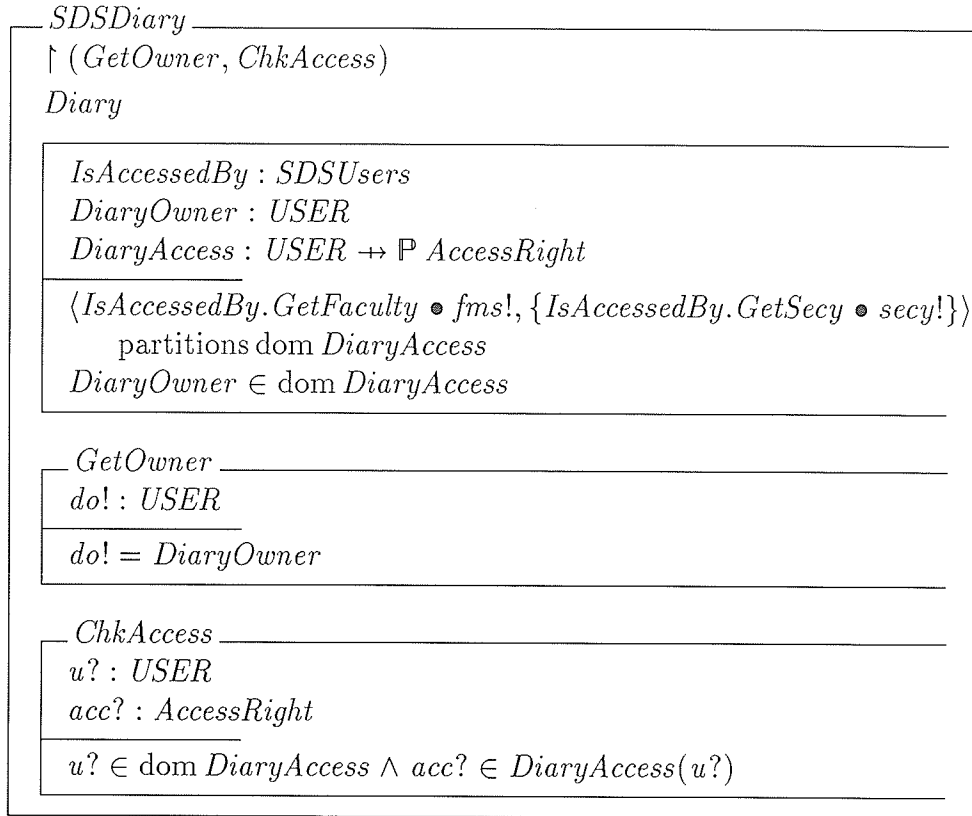 SDSDiary
↾ (GetOwner, ChkAccess)
Diary
IsAccessedBy : SDSUsers
DiaryOwner : USER
DiaryAccess : USER ⇸ ℙ AccessRight
⟨IsAccessedBy.GetFaculty • fms!, {IsAccessedBy.GetSecy • secy!}⟩
partitions dom DiaryAccess
DiaryOwner ∈ dom DiaryAccess
GetOwner
do! : USER
do! = DiaryOwner
ChkAccess
u? : USER
acc? : AccessRight
u? ∈ dom DiaryAccess ∧ acc? ∈ DiaryAccess(u?)